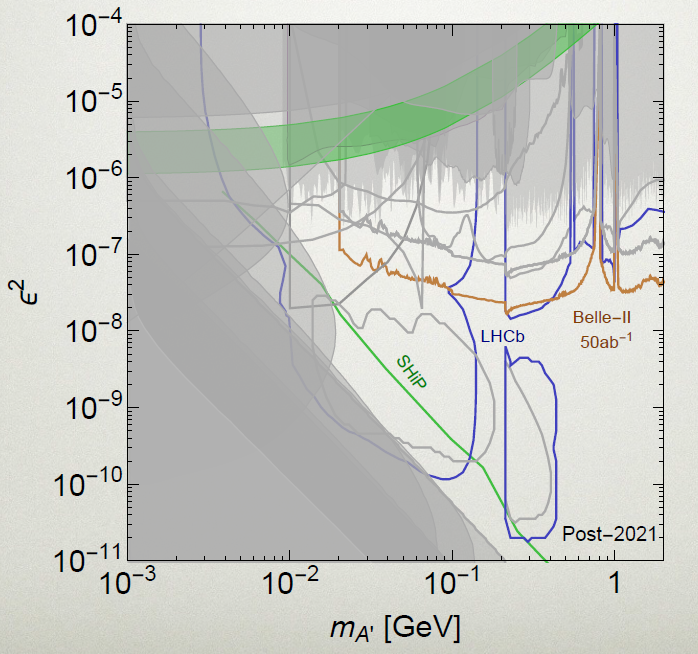 10⁻⁴
10⁻⁵
10⁻⁶
10⁻⁷
10⁻⁸
10⁻⁹
10⁻¹⁰
10⁻¹¹
ϵ²
LHCb
Belle–II
50ab⁻¹
SHiP
Post–2021
10⁻³ 10⁻² 10⁻¹ 1
mA' [GeV]